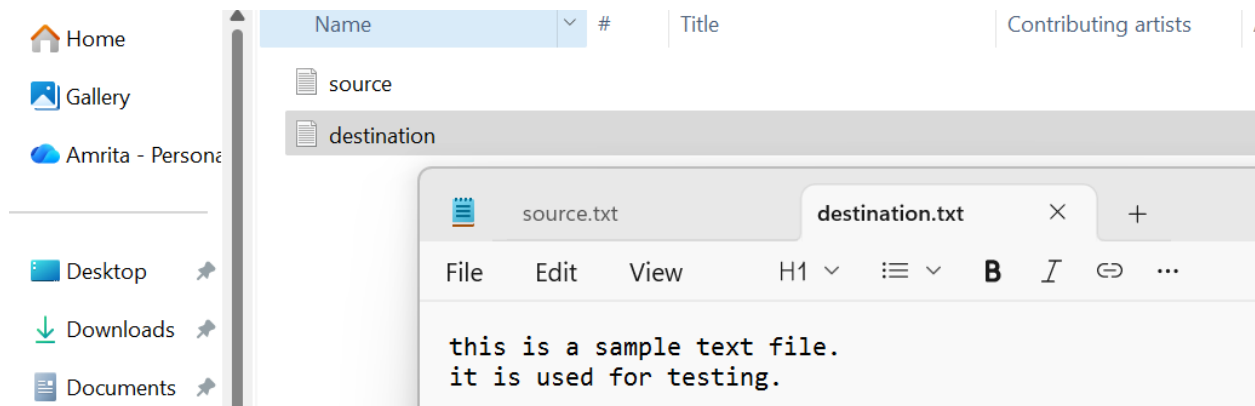 Home
Gallery
Amrita - Persona
Desktop
Downloads
Documents
Name # Title Contributing artists
source
destination
source.txt destination.txt
File Edit View H1 B I
this is a sample text file.
it is used for testing.